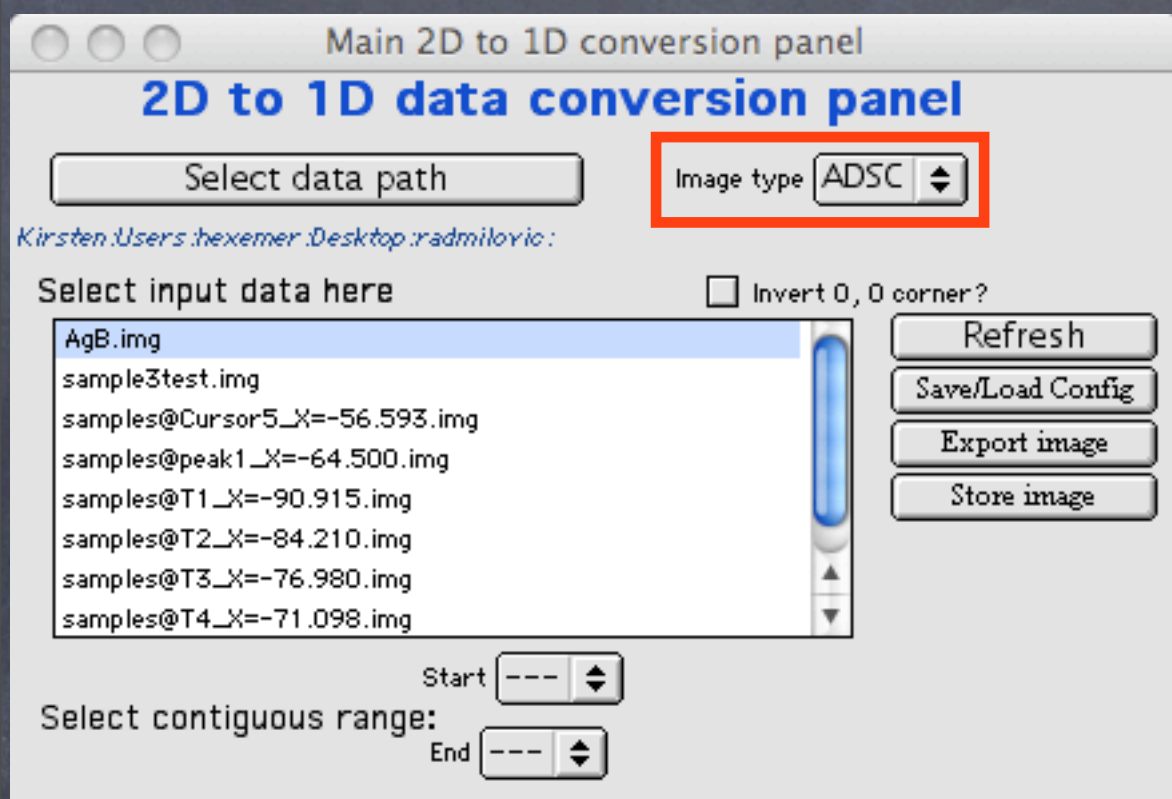 Main 2D to 1D conversion panel
2D to 1D data conversion panel
Select data path
Image type ADSC
Kirsten:Users:hexemer:Desktop:radmilovic:
Select input data here
Invert 0, 0 corner?
AgB.img
sample3test.img
samples@Cursor5_X=-56.593.img
samples@peak1_X=-64.500.img
samples@T1_X=-90.915.img
samples@T2_X=-84.210.img
samples@T3_X=-76.980.img
samples@T4_X=-71.098.img
Refresh
Save/Load Config
Export image
Store image
Start ---
Select contiguous range:
End ---